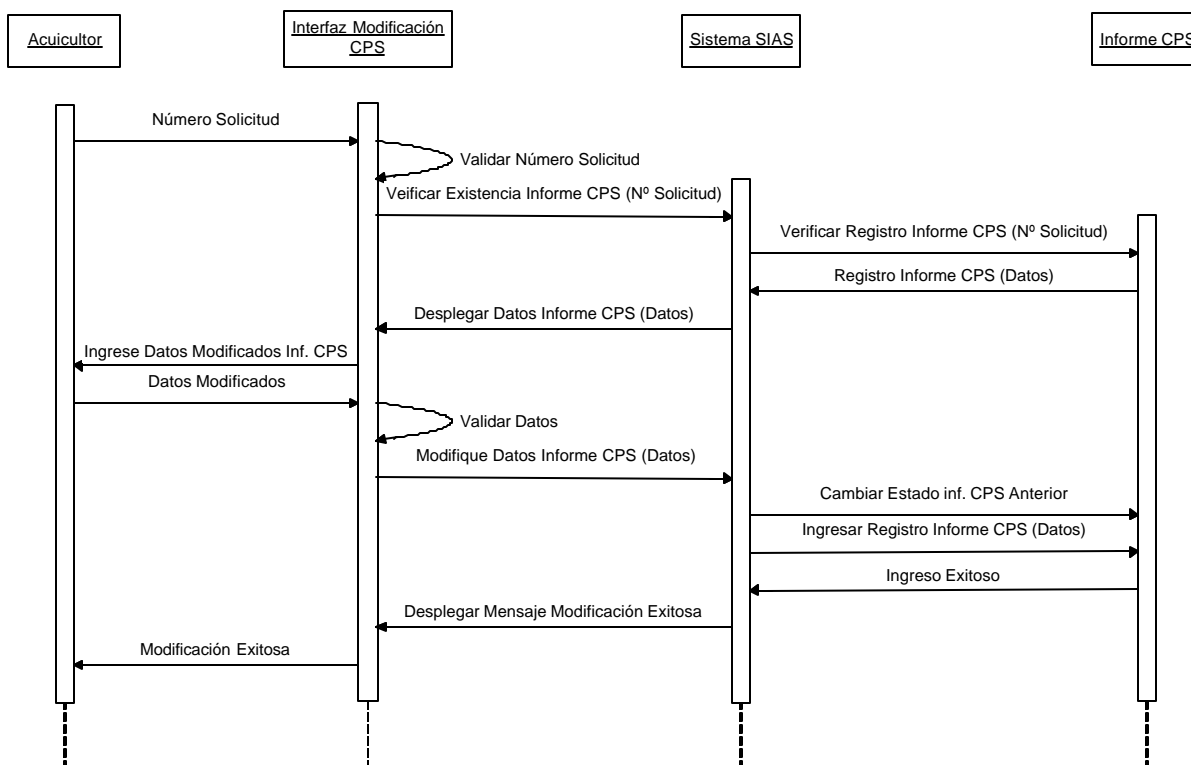 Acuicultor
Interfaz Modificación
CPS
Sistema SIAS
Informe CPS
Número Solicitud
Validar Número Solicitud
Veificar Existencia Informe CPS (Nº Solicitud)
Verificar Registro Informe CPS (Nº Solicitud)
Registro Informe CPS (Datos)
Desplegar Datos Informe CPS (Datos)
Ingrese Datos Modificados Inf. CPS
Datos Modificados
Validar Datos
Modifique Datos Informe CPS (Datos)
Cambiar Estado inf. CPS Anterior
Ingresar Registro Informe CPS (Datos)
Ingreso Exitoso
Desplegar Mensaje Modificación Exitosa
Modificación Exitosa